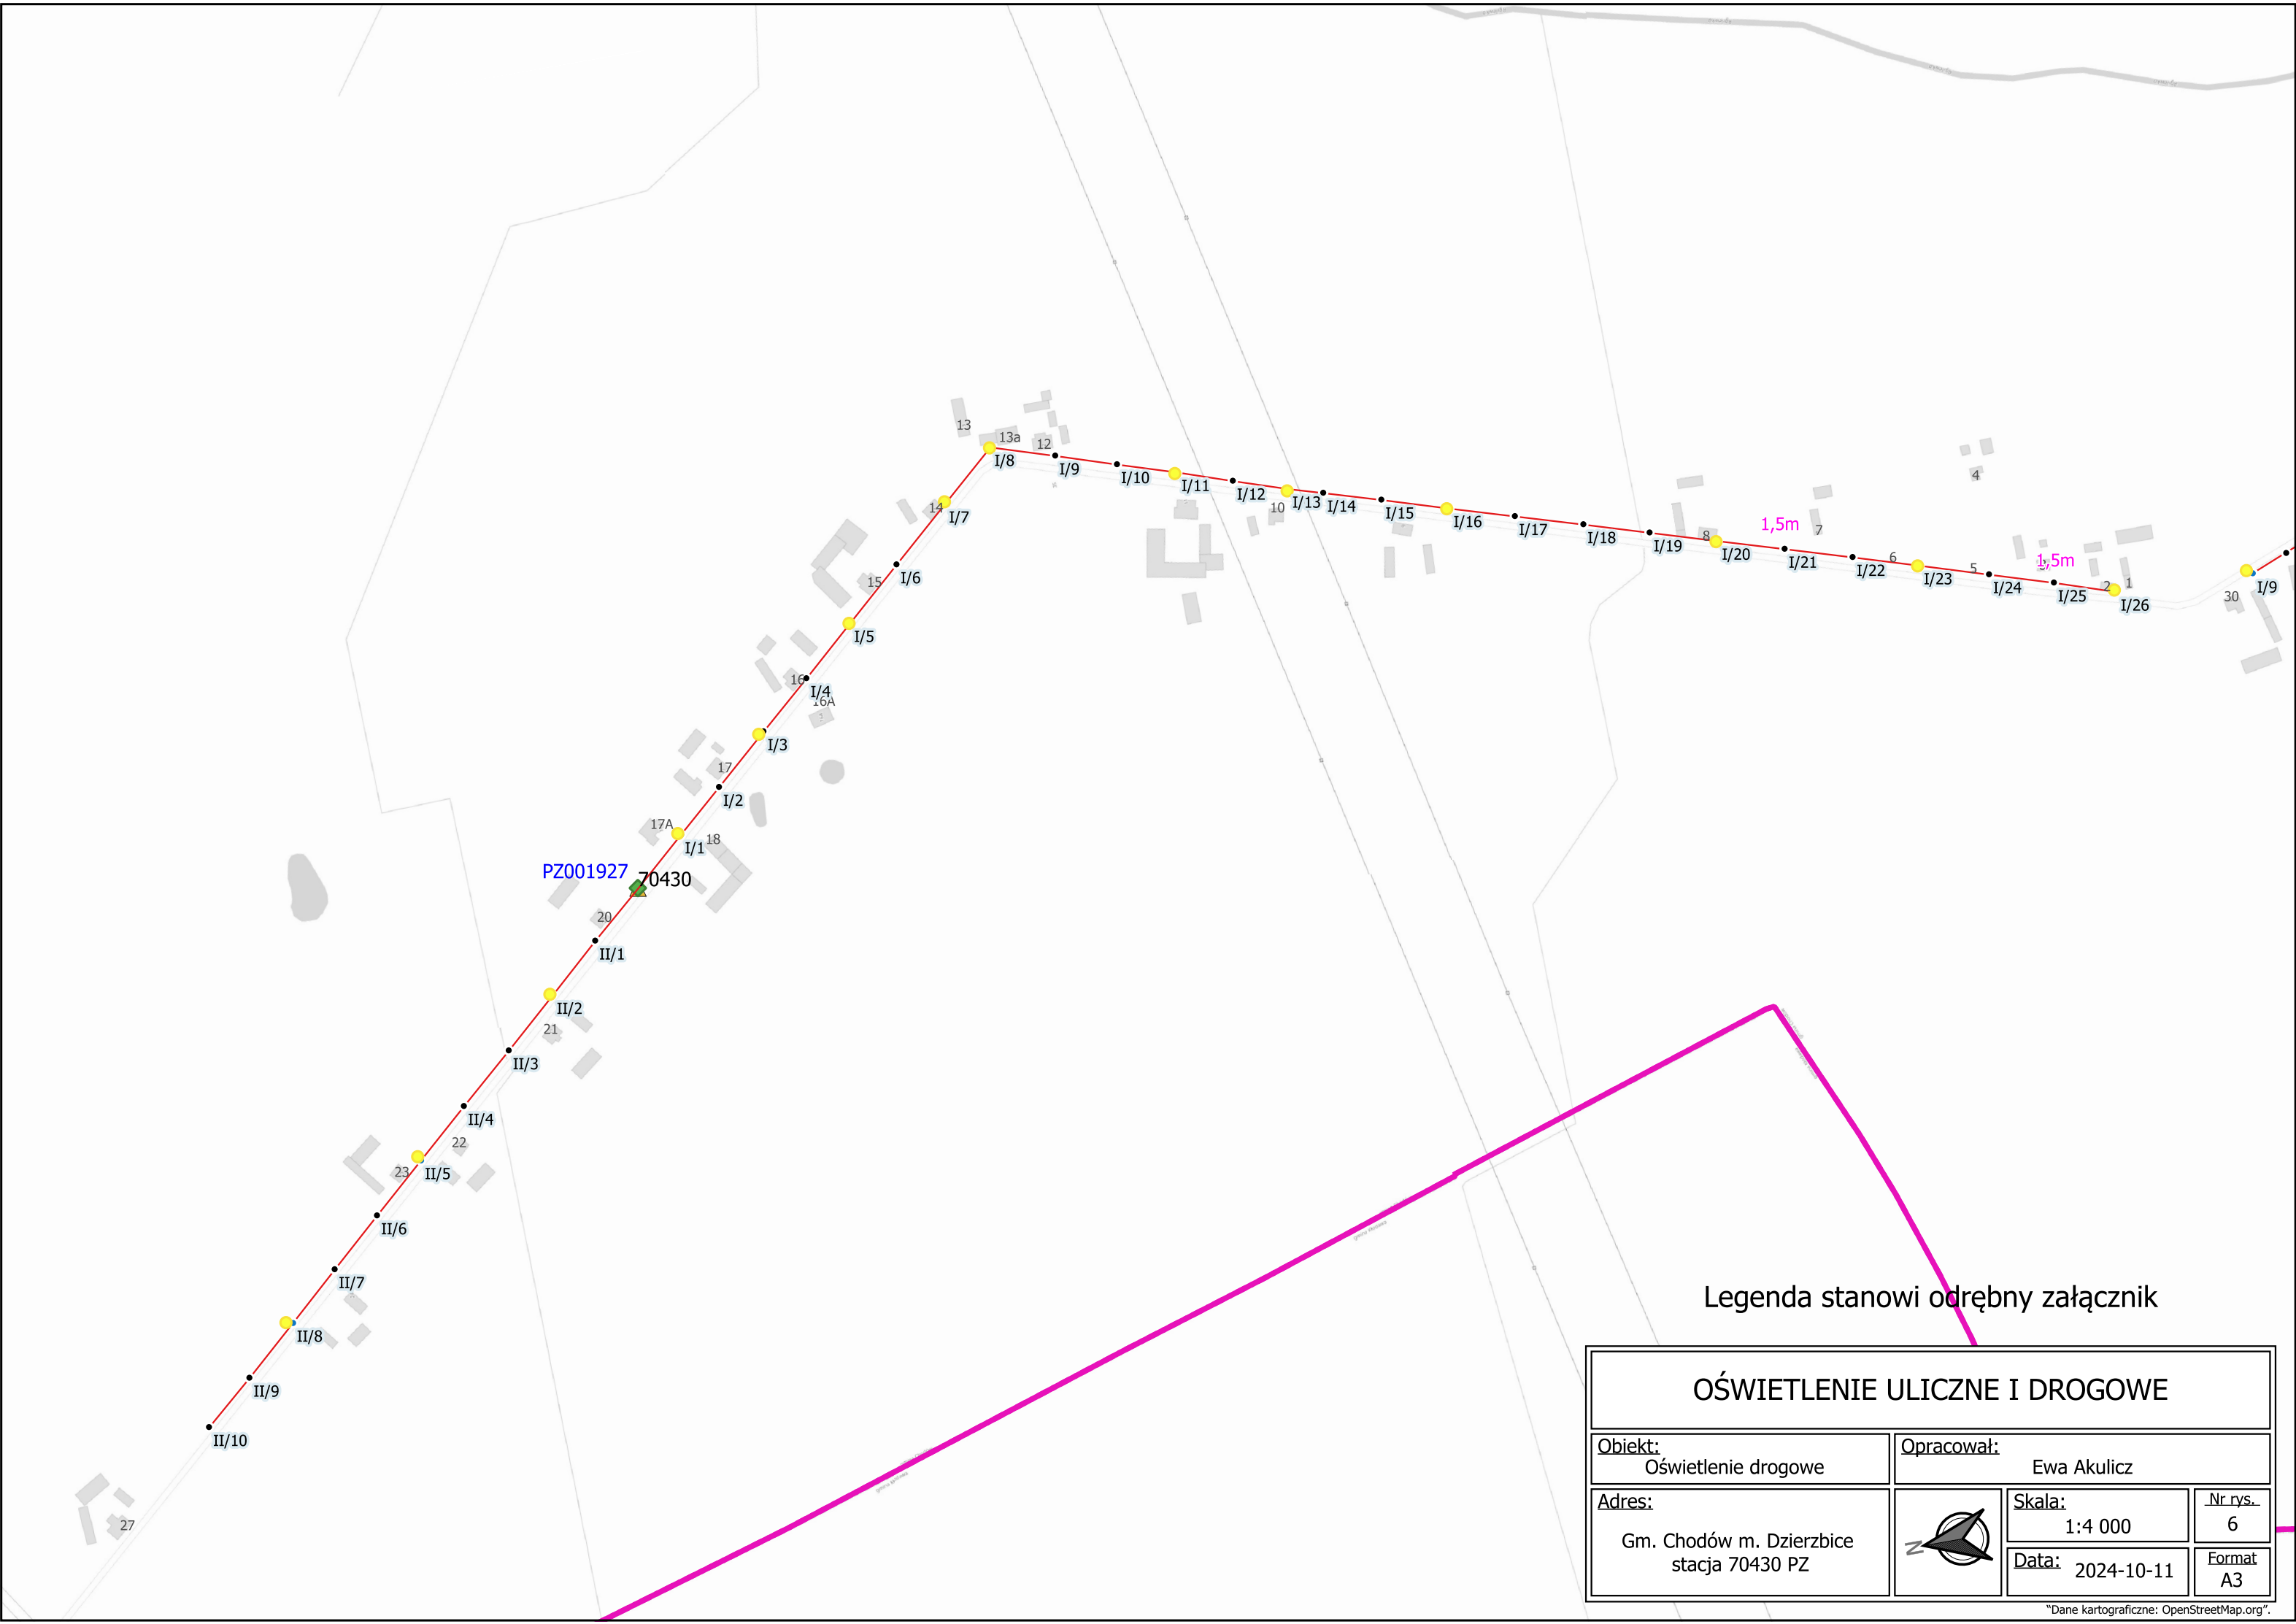 13
13a
12
I/8
I/9
I/10
I/11
I/12
10
I/13
I/14
I/15
I/16
I/17
I/18
I/19
8
I/20
1,5m
7
I/21
I/22
6
I/23
4
5
I/24
1,5m
I/25
2
1
I/26
30
I/9
14
I/7
15
I/6
I/5
16
I/4
16A
I/3
17
I/2
17A
18
I/1
PZ001927
70430
20
II/1
II/2
21
II/3
II/4
22
23
II/5
II/6
II/7
II/8
II/9
II/10
27
Legenda stanowi odrębny załącznik
OŚWIETLENIE ULICZNE I DROGOWE
Obiekt:
Oświetlenie drogowe
Opracował:
Ewa Akulicz
Adres:
Gm. Chodów m. Dzierzbice
stacja 70430 PZ
N
Skala:
1:4 000
Nr rys.
6
Data: 2024-10-11
Format
A3
"Dane kartograficzne: OpenStreetMap.org".